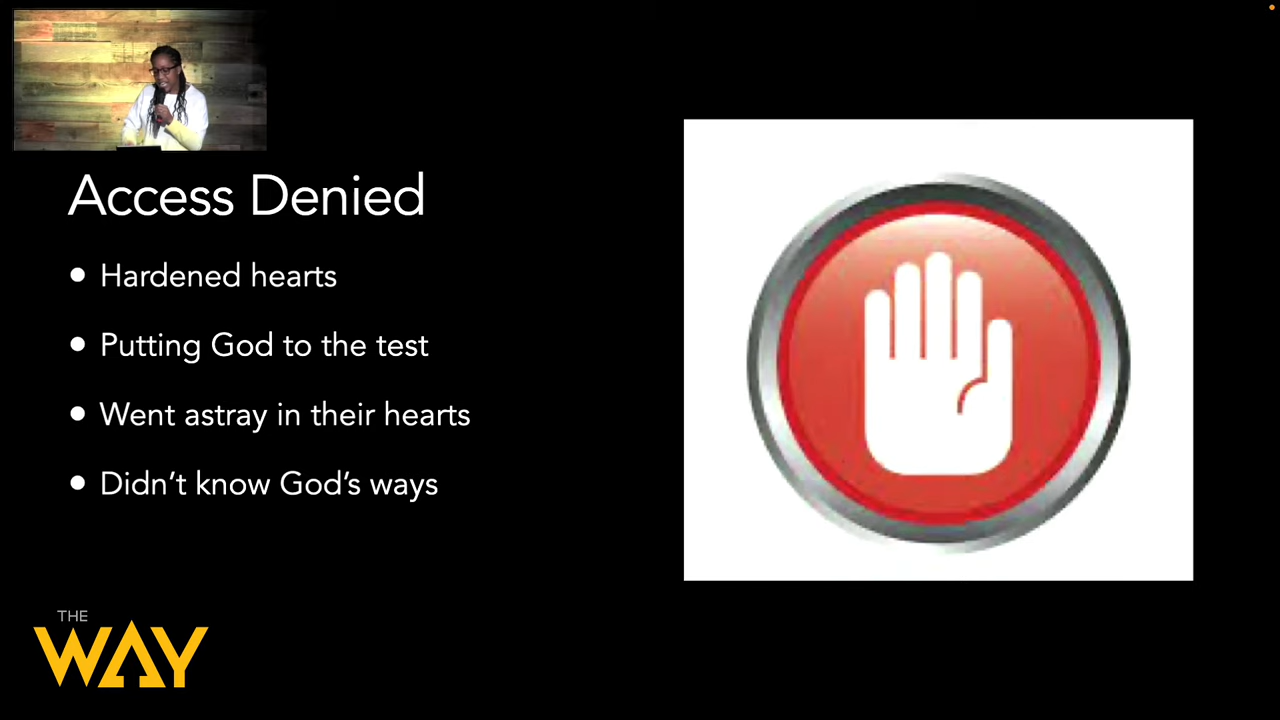 Access Denied
Hardened hearts
Putting God to the test
Went astray in their hearts
Didn’t know God’s ways
THE
WAY